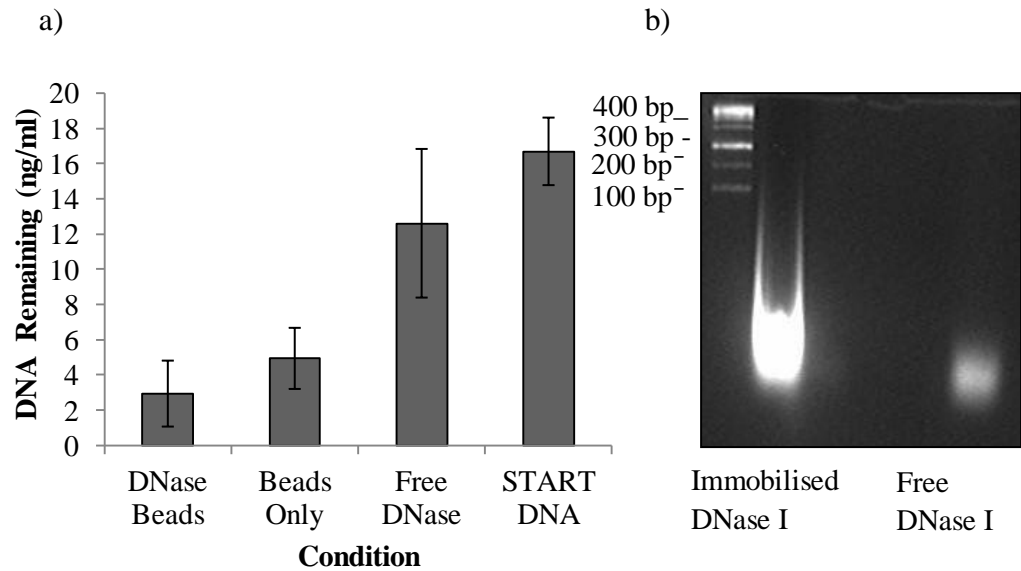 a)
b)
DNA Remaining (ng/ml)
20
18
16
14
12
10
8
6
4
2
0
DNase
Beads
Beads
Only
Free
DNase
START
DNA
Condition
400 bp_
300 bp -
200 bp⁻
100 bp⁻
Immobilised
DNase I
Free
DNase I